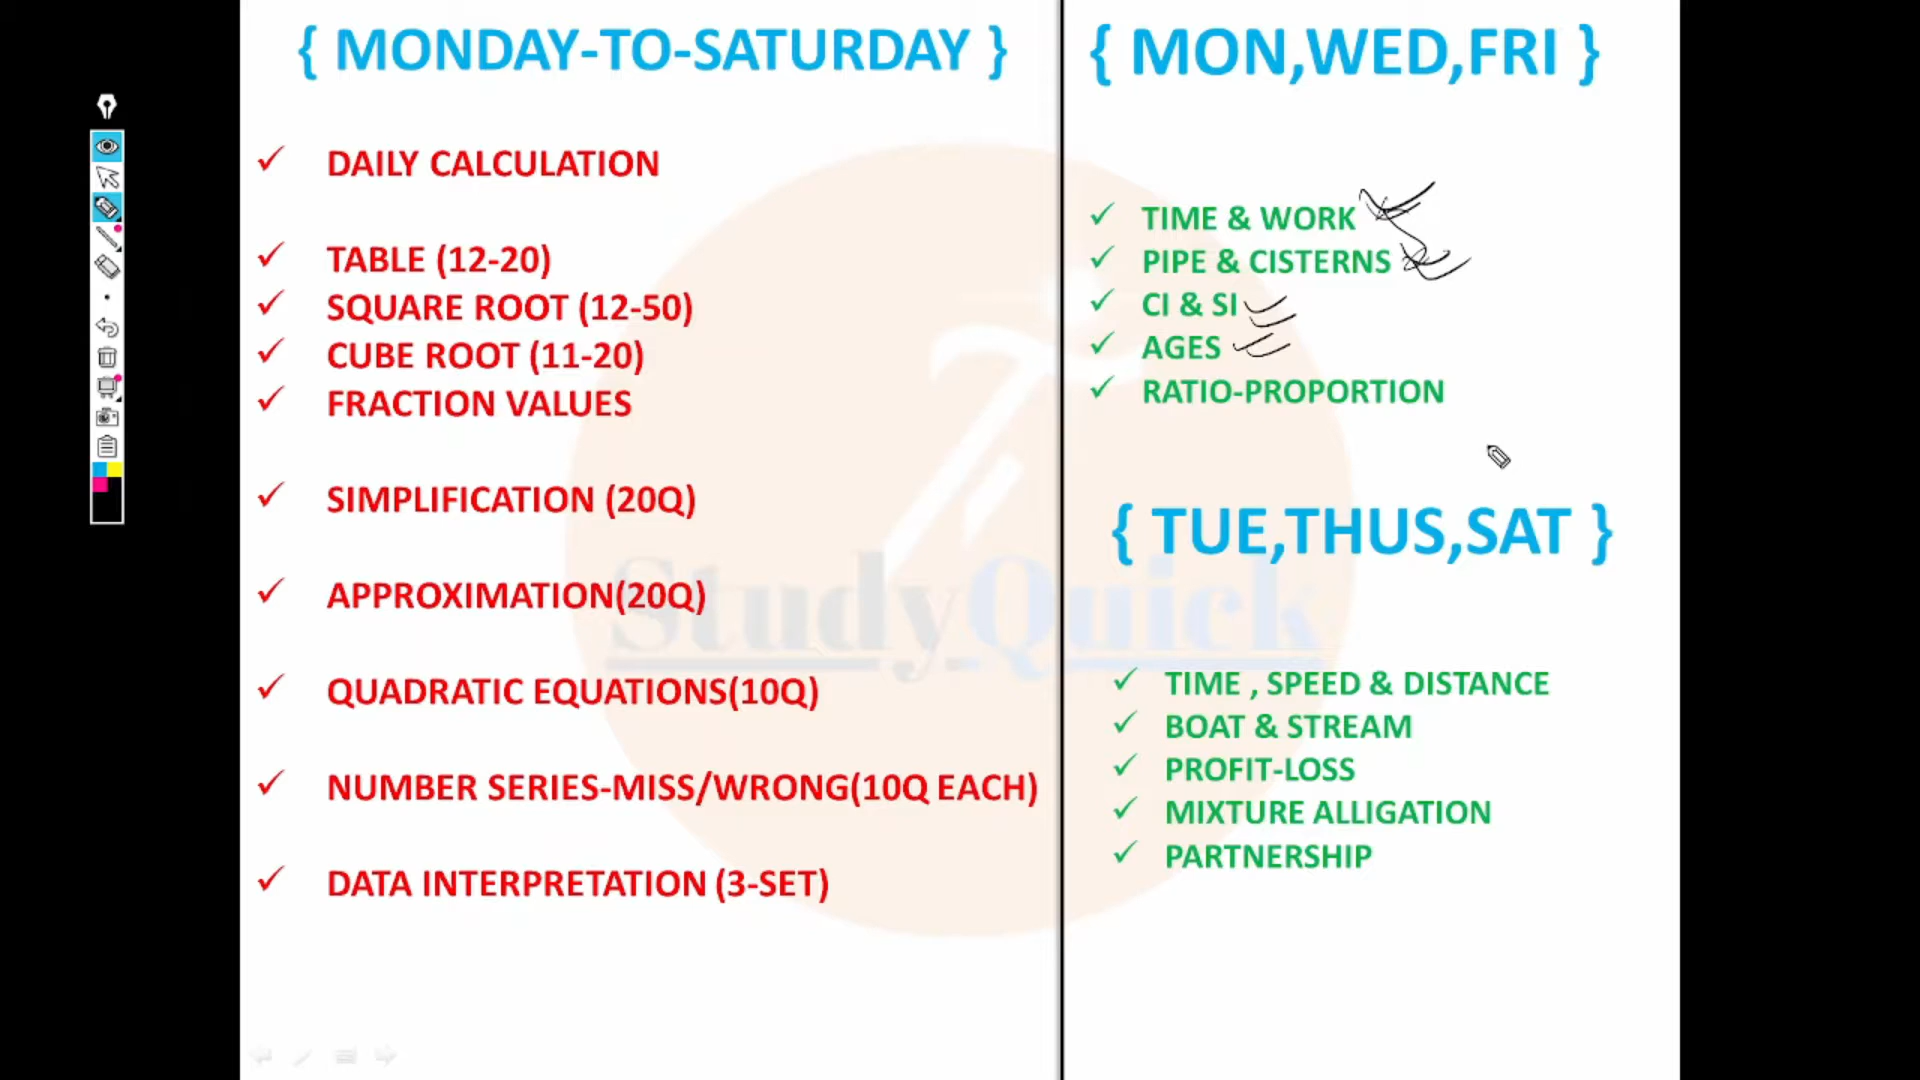 { MONDAY-TO-SATURDAY }
DAILY CALCULATION
TABLE (12-20)
SQUARE ROOT (12-50)
CUBE ROOT (11-20)
FRACTION VALUES
SIMPLIFICATION (20Q)
APPROXIMATION(20Q)
QUADRATIC EQUATIONS(10Q)
NUMBER SERIES-MISS/WRONG(10Q EACH)
DATA INTERPRETATION (3-SET)
{ MON,WED,FRI }
TIME & WORK
PIPE & CISTERNS
CI & SI
AGES
RATIO-PROPORTION
{ TUE,THUS,SAT }
TIME , SPEED & DISTANCE
BOAT & STREAM
PROFIT-LOSS
MIXTURE ALLIGATION
PARTNERSHIP
StudyQuick